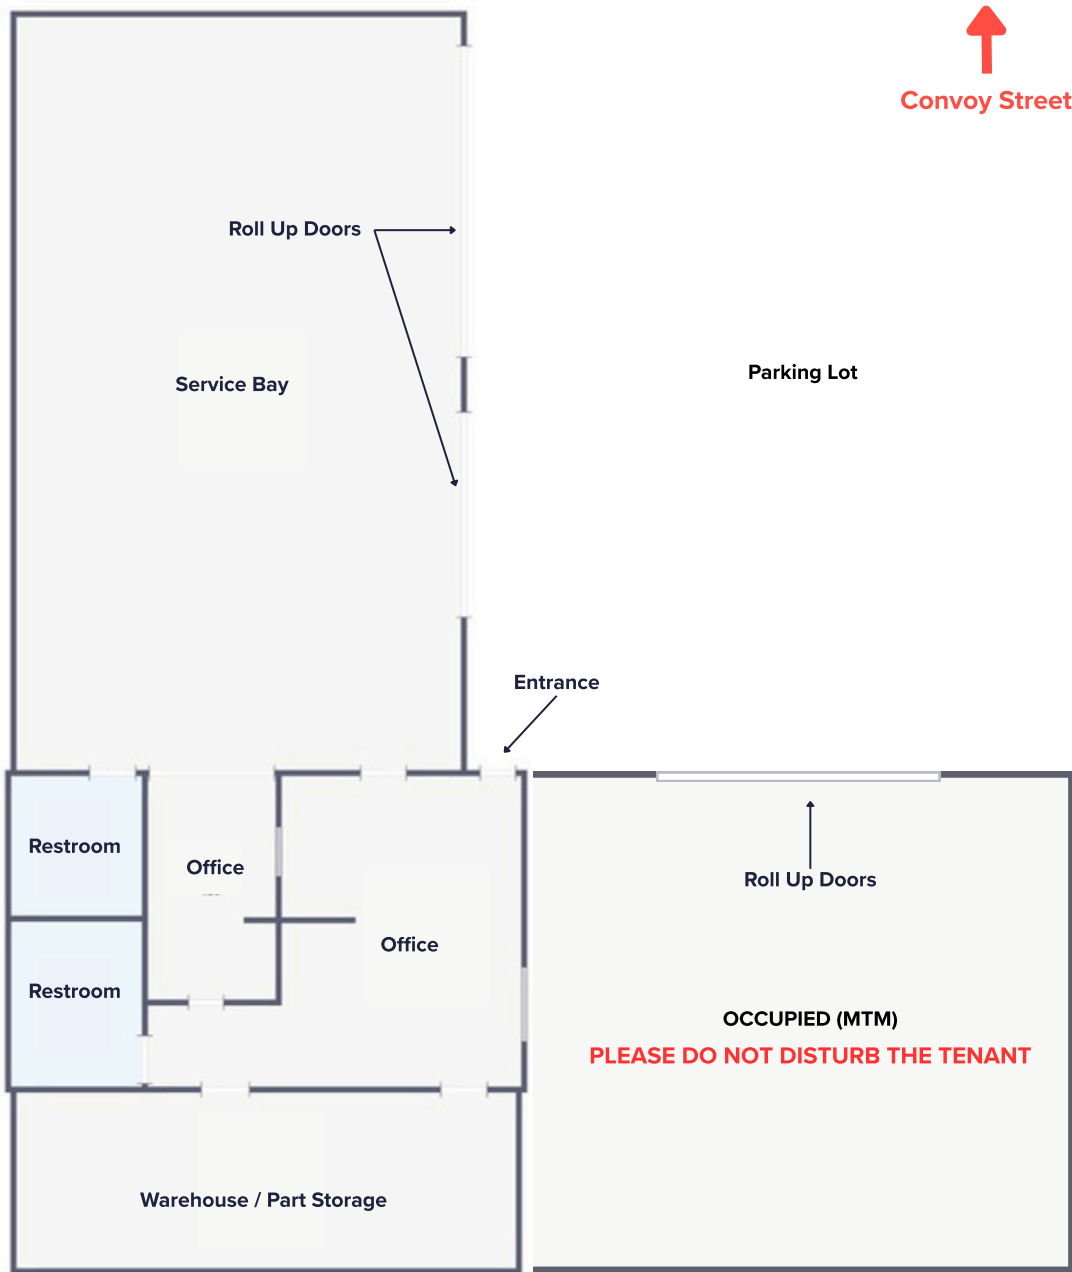 Convoy Street
Roll Up Doors
Parking Lot
Service Bay
Entrance
Restroom
Office
Roll Up Doors
Office
Restroom
OCCUPIED (MTM)
PLEASE DO NOT DISTURB THE TENANT
Warehouse / Part Storage